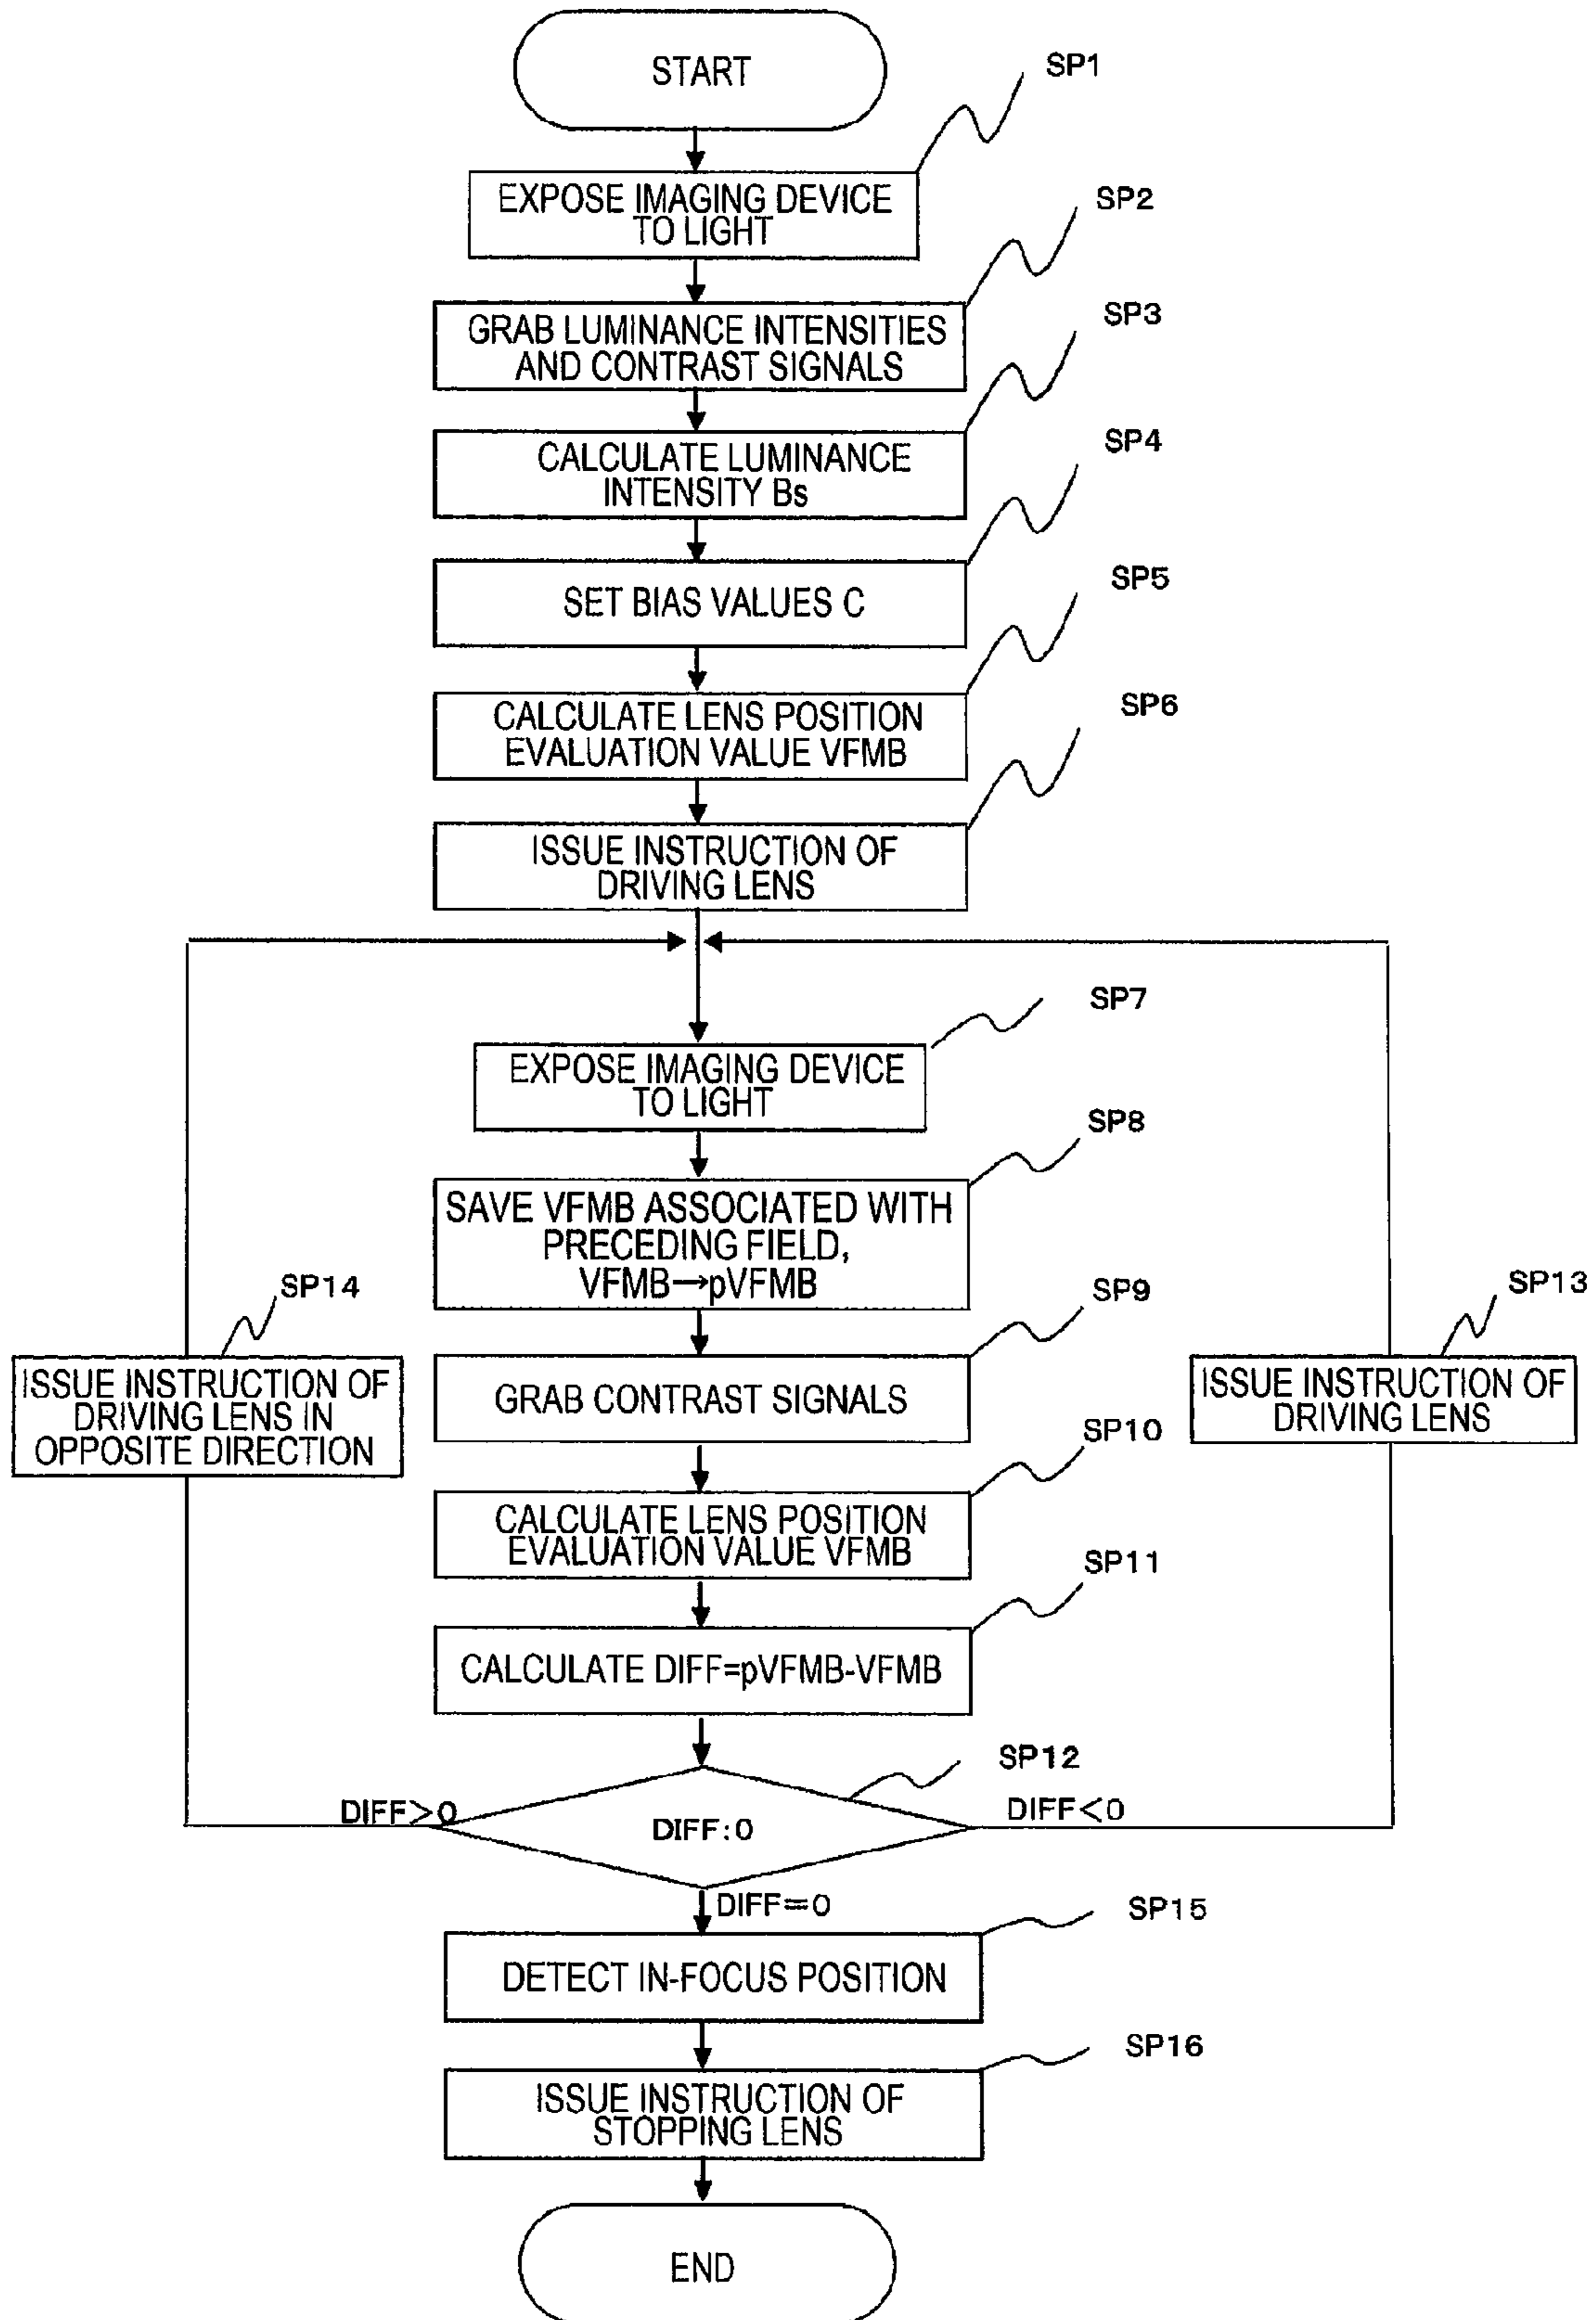 START
SP1
EXPOSE IMAGING DEVICE
TO LIGHT
SP2
GRAB LUMINANCE INTENSITIES
AND CONTRAST SIGNALS
SP3
CALCULATE LUMINANCE
INTENSITY Bs
SP4
SET BIAS VALUES C
SP5
CALCULATE LENS POSITION
EVALUATION VALUE VFMB
SP6
ISSUE INSTRUCTION OF
DRIVING LENS
SP7
EXPOSE IMAGING DEVICE
TO LIGHT
SP8
SAVE VFMB ASSOCIATED WITH
PRECEDING FIELD,
VFMB→pVFMB
SP14
ISSUE INSTRUCTION OF
DRIVING LENS IN
OPPOSITE DIRECTION
SP9
GRAB CONTRAST SIGNALS
SP13
ISSUE INSTRUCTION OF
DRIVING LENS
SP10
CALCULATE LENS POSITION
EVALUATION VALUE VFMB
SP11
CALCULATE DIFF=pVFMB-VFMB
SP12
DIFF>0
DIFF:0
DIFF<0
DIFF=0
SP15
DETECT IN-FOCUS POSITION
SP16
ISSUE INSTRUCTION OF
STOPPING LENS
END